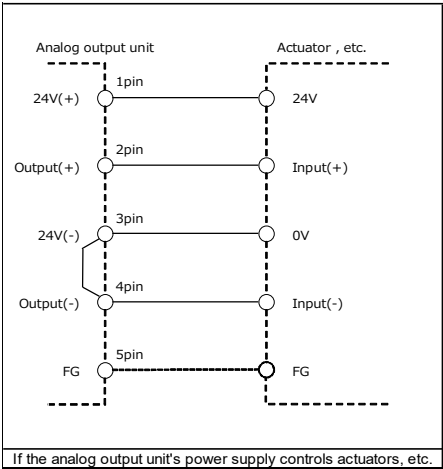 Analog output unit
Actuator , etc.
1pin
24V(+)
24V
2pin
Output(+)
Input(+)
3pin
24V(-)
0V
4pin
Output(-)
Input(-)
5pin
FG
FG
If the analog output unit's power supply controls actuators, etc.